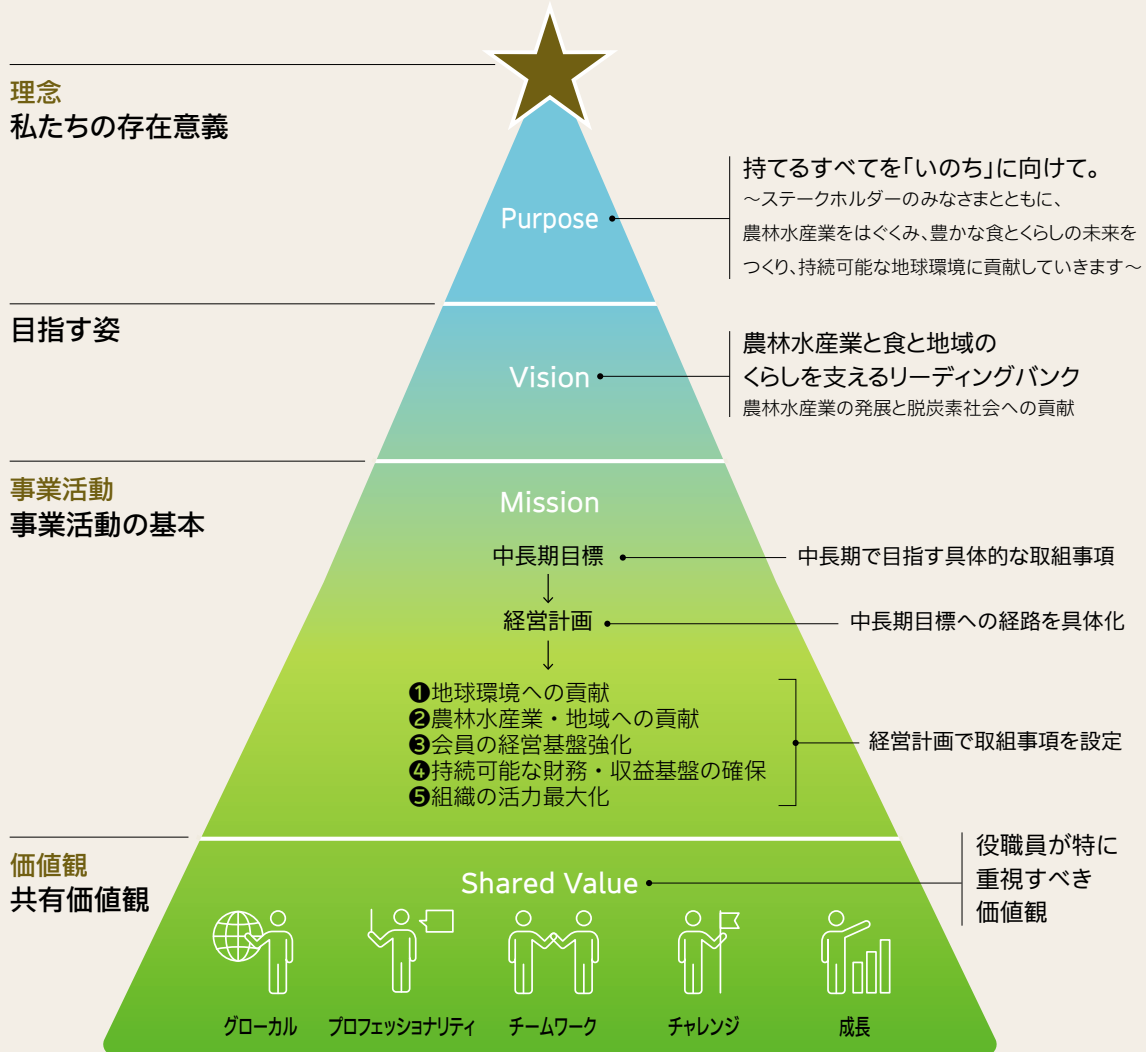 理念
私たちの存在意義
Purpose
持てるすべてを「いのち」に向けて。
～ステークホルダーのみなさまとともに、
農林水産業をはぐくみ、豊かな食とくらしの未来を
つくり、持続可能な地球環境に貢献していきます～
目指す姿
Vision
農林水産業と食と地域の
くらしを支えるリーディングバンク
農林水産業の発展と脱炭素社会への貢献
事業活動
事業活動の基本
Mission
中長期目標
中長期で目指す具体的な取組事項
↓
経営計画
中長期目標への経路を具体化
↓
❶地球環境への貢献
❷農林水産業・地域への貢献
❸会員の経営基盤強化
❹持続可能な財務・収益基盤の確保
❺組織の活力最大化
経営計画で取組事項を設定
価値観
共有価値観
Shared Value
役職員が特に
重視すべき
価値観
グローカル
プロフェッショナリティ
チームワーク
チャレンジ
成長